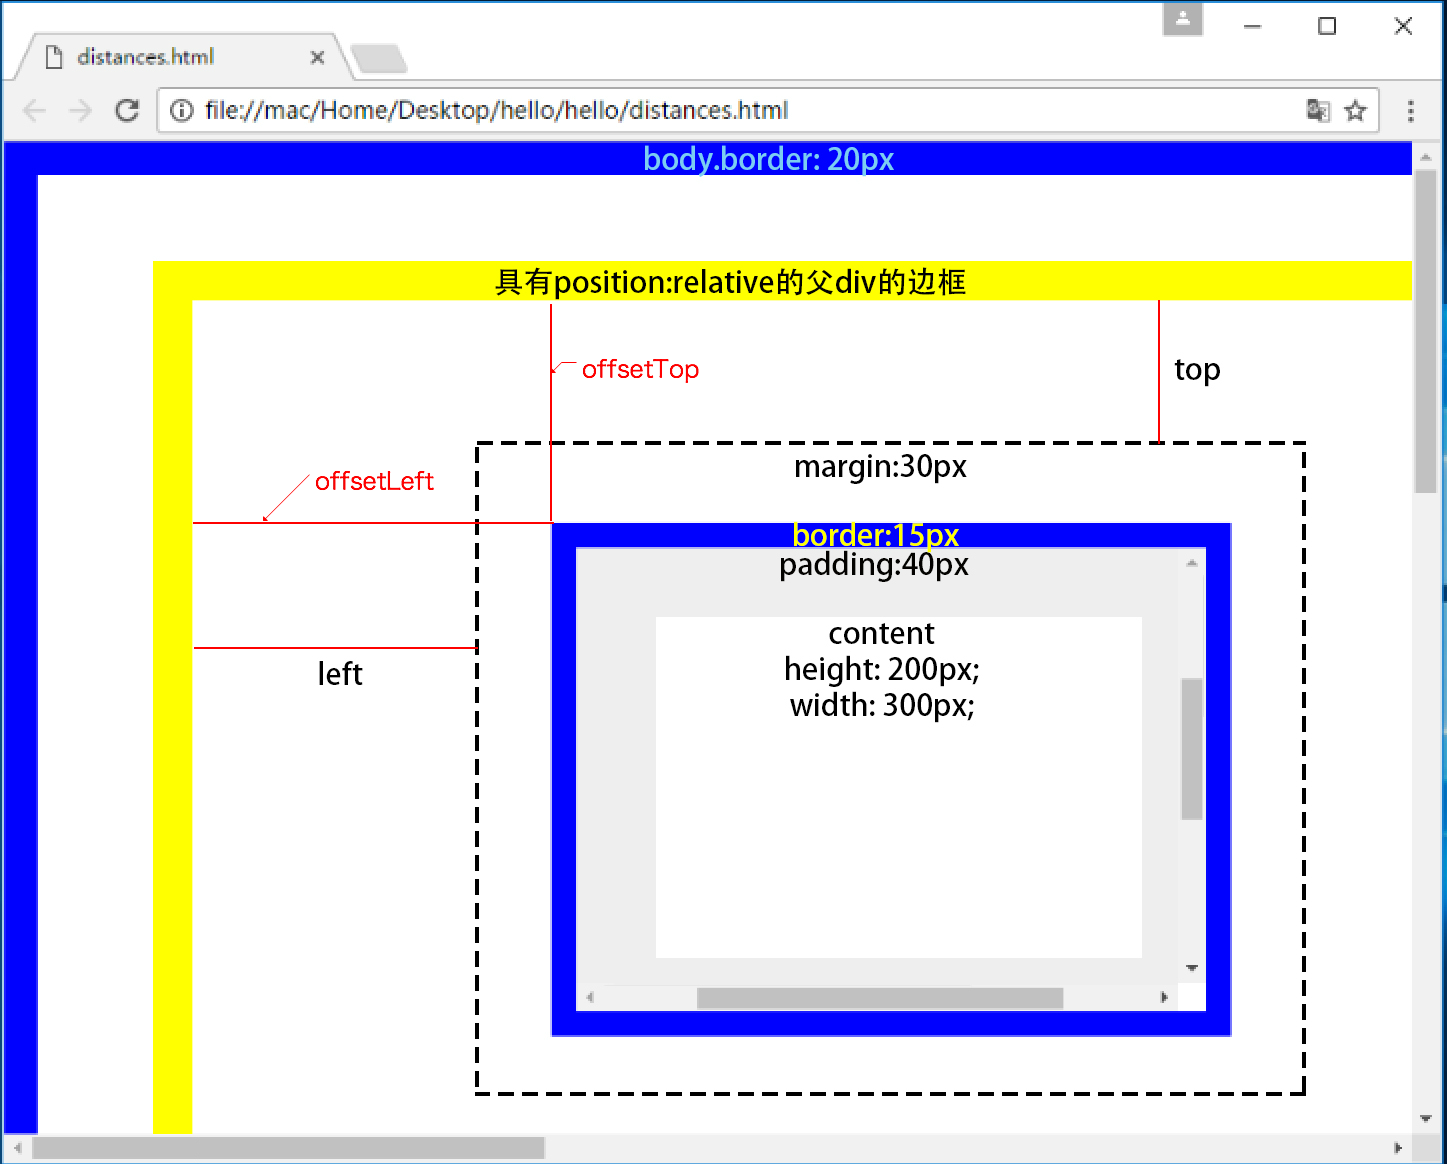 distances.html
file://mac/Home/Desktop/hello/hello/distances.html
body.border: 20px
具有position:relative的父div的边框
offsetTop
top
margin:30px
offsetLeft
border:15px
padding:40px
content
height: 200px;
left
width: 300px;